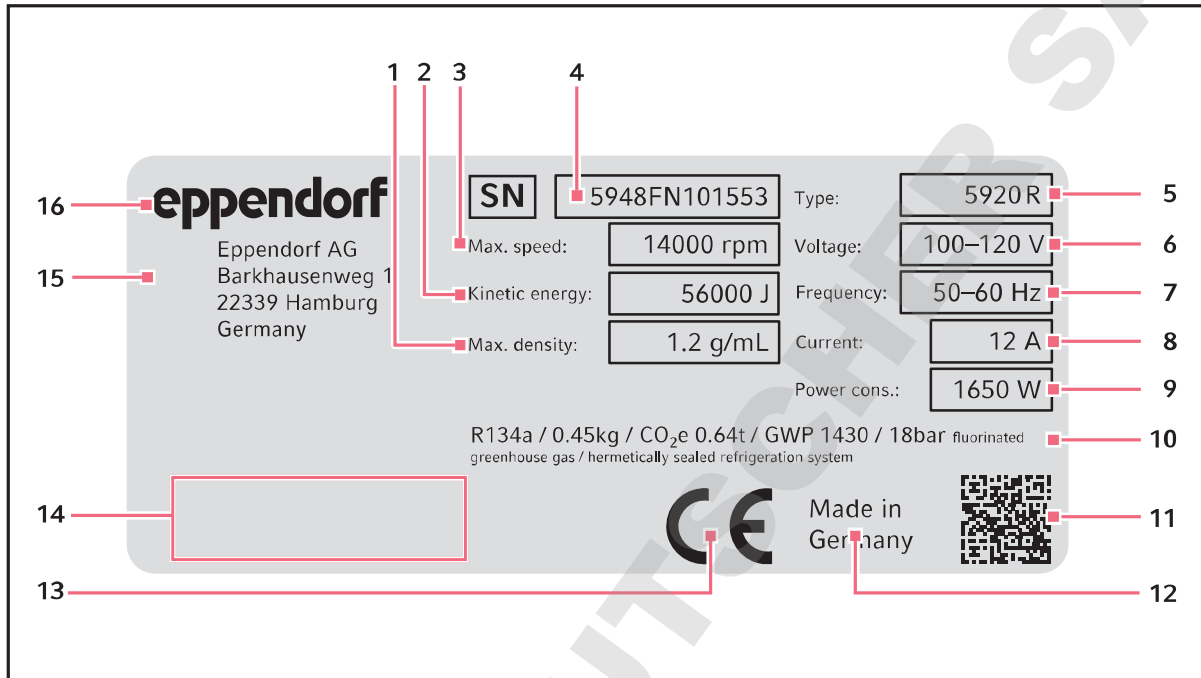 1 2 3 4
eppendorf SN 5948FN101553 Type: 5920 R 5
16
Eppendorf AG Max. speed: 14000 rpm Voltage: 100–120 V 6
15 Barkhausenweg 1
22339 Hamburg Kinetic energy: 56000 J Frequency: 50–60 Hz 7
Germany
Max. density: 1.2 g/mL Current: 12 A 8
Power cons.: 1650 W 9
R134a / 0.45kg / CO₂e 0.64t / GWP 1430 / 18bar fluorinated 10
greenhouse gas / hermetically sealed refrigeration system
14 CE Made in 11
Germany
13 12